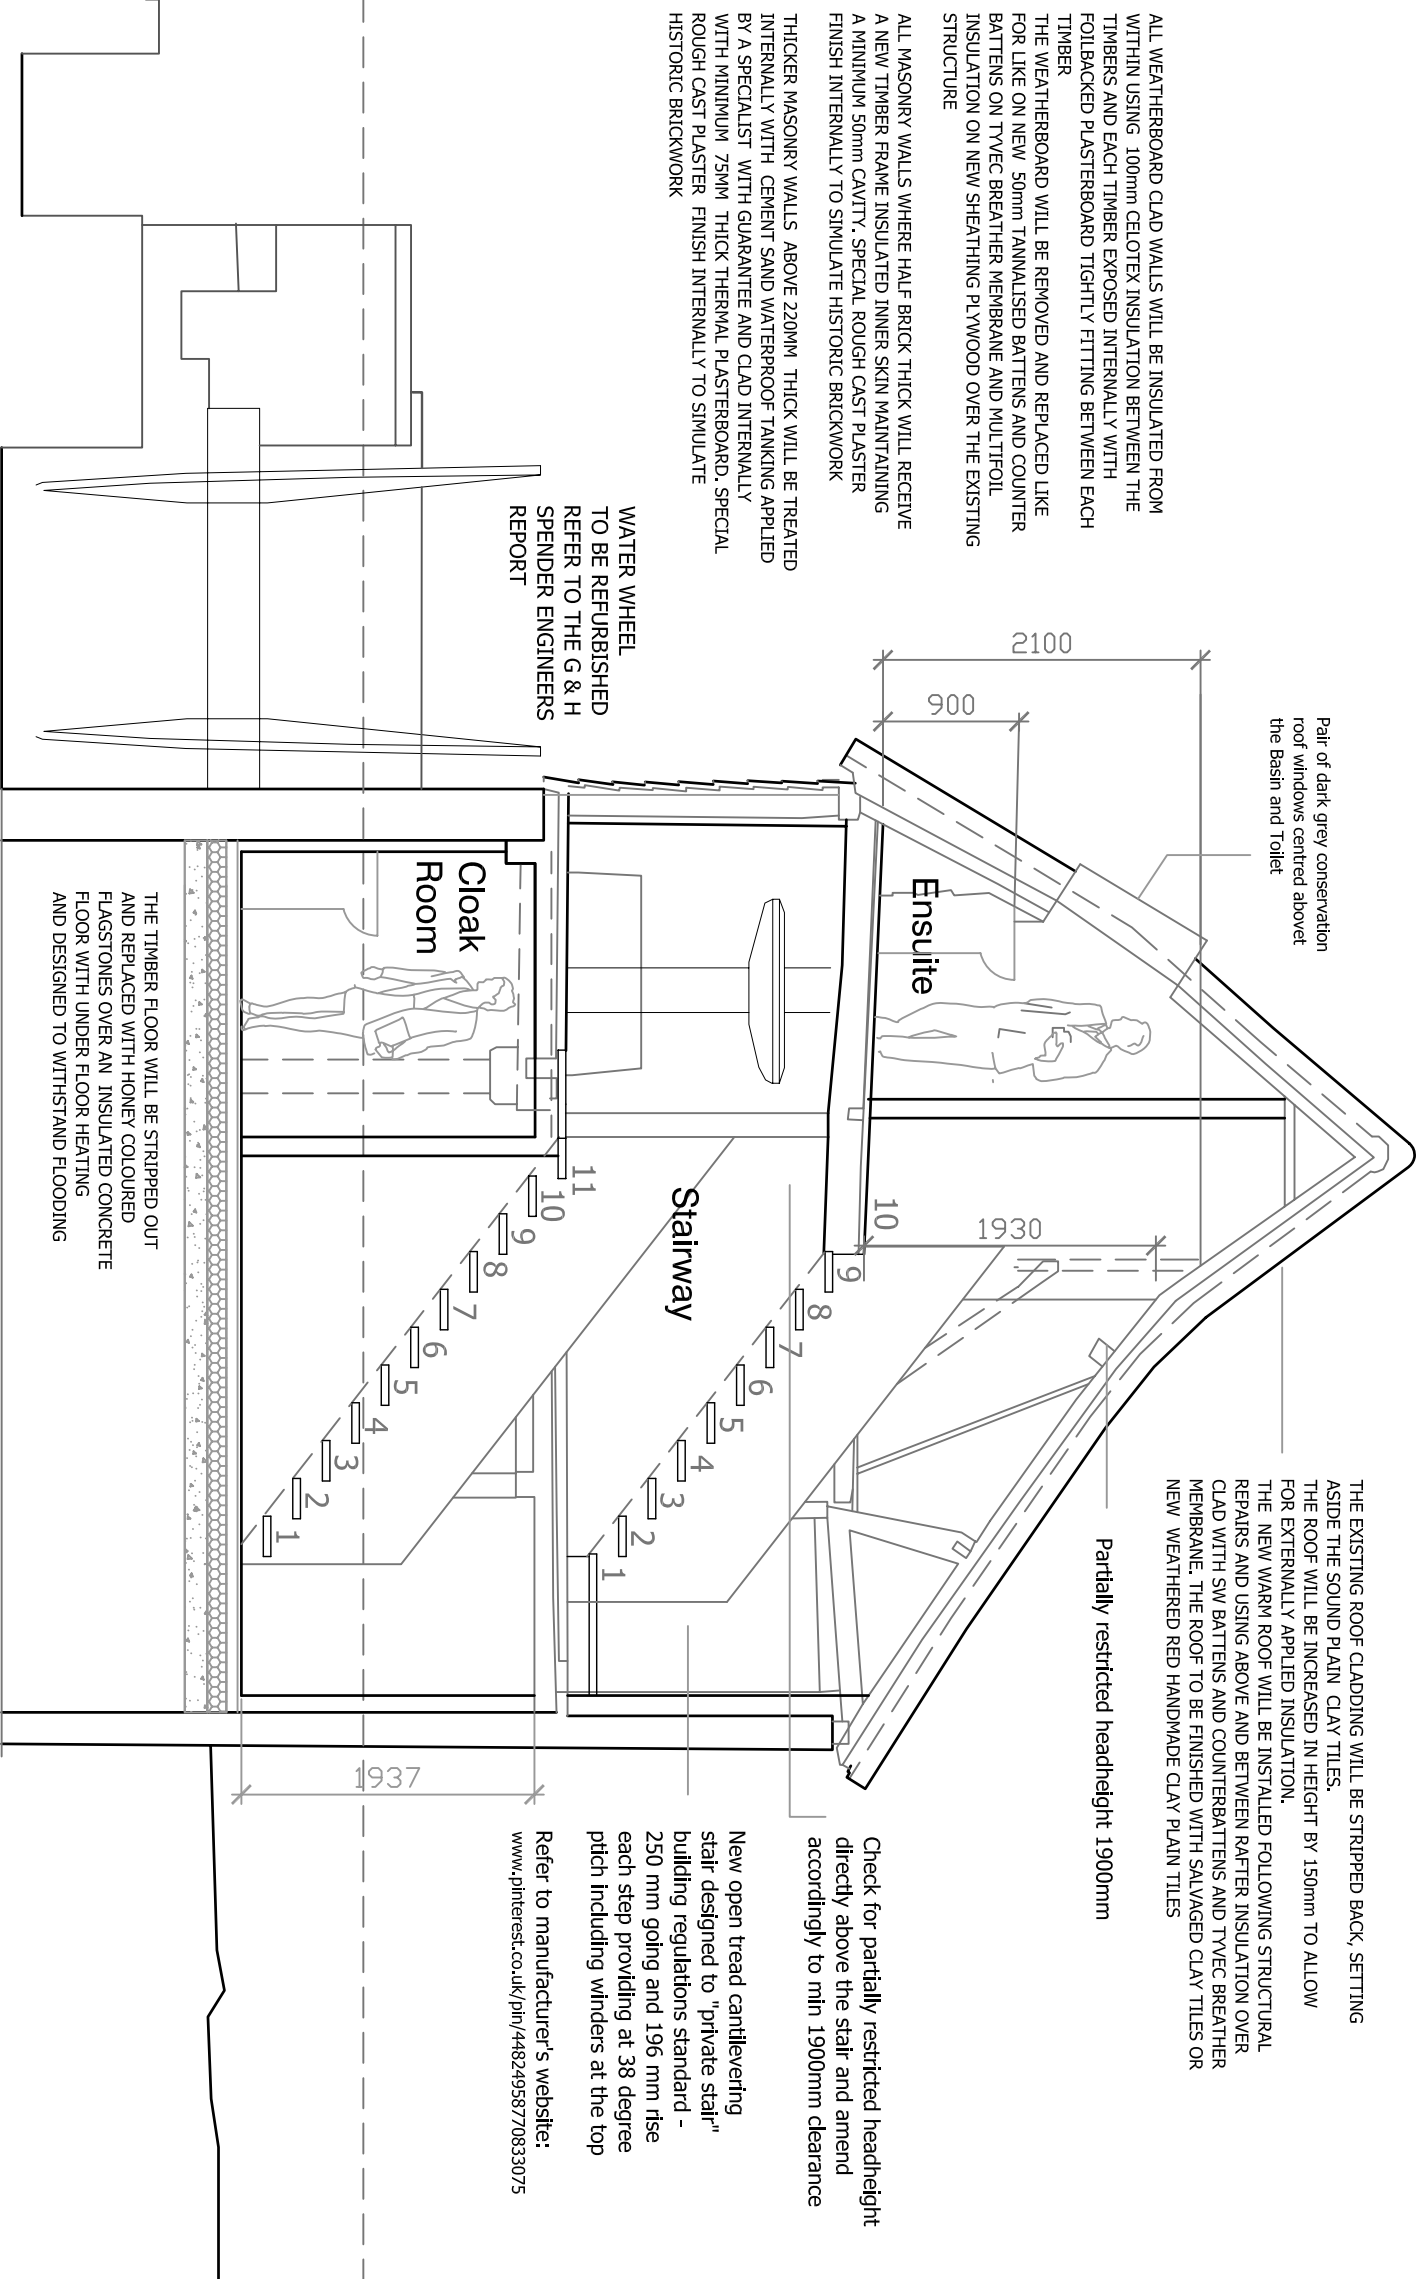 ALL WEATHERBOARD CLAD WALLS WILL BE INSULATED FROM
WITHIN USING 100mm CELOTEX INSULATION BETWEEN THE
TIMBERS AND EACH TIMBER EXPOSED INTERNALLY WITH
FOILBACKED PLASTERBOARD TIGHTLY FITTING BETWEEN EACH
TIMBER
THE WEATHERBOARD WILL BE REMOVED AND REPLACED LIKE
FOR LIKE ON NEW 50mm TANNALISED BATTENS AND COUNTER
BATTENS ON TYVEC BREATHER MEMBRANE AND MULTIFOIL
INSULATION ON NEW SHEATHING PLYWOOD OVER THE EXISTING
STRUCTURE
ALL MASONRY WALLS WHERE HALF BRICK THICK WILL RECEIVE
A NEW TIMBER FRAME INSULATED INNER SKIN MAINTAINING
A MINIMUM 50mm CAVITY. SPECIAL ROUGH CAST PLASTER
FINISH INTERNALLY TO SIMULATE HISTORIC BRICKWORK
THICKER MASONRY WALLS ABOVE 220MM THICK WILL BE TREATED
INTERNALLY WITH CEMENT SAND WATERPROOF TANKING APPLIED
BY A SPECIALIST WITH GUARANTEE AND CLAD INTERNALLY
WITH MINIMUM 75MM THICK THERMAL PLASTERBOARD. SPECIAL
ROUGH CAST PLASTER FINISH INTERNALLY TO SIMULATE
HISTORIC BRICKWORK
WATER WHEEL
TO BE REFURBISHED
REFER TO THE G & H
SPENDER ENGINEERS
REPORT
2100
900
Pair of dark grey conservation
roof windows centred abovet
the Basin and Toilet
Ensuite
Cloak
Room
Stairway
1930
10
9
8
7
6
5
4
3
2
1
11
10
9
8
7
6
5
4
3
2
1
THE TIMBER FLOOR WILL BE STRIPPED OUT
AND REPLACED WITH HONEY COLOURED
FLAGSTONES OVER AN INSULATED CONCRETE
FLOOR WITH UNDER FLOOR HEATING
AND DESIGNED TO WITHSTAND FLOODING
THE EXISTING ROOF CLADDING WILL BE STRIPPED BACK, SETTING
ASIDE THE SOUND PLAIN CLAY TILES.
THE ROOF WILL BE INCREASED IN HEIGHT BY 150mm TO ALLOW
FOR EXTERNALLY APPLIED INSULATION.
THE NEW WARM ROOF WILL BE INSTALLED FOLLOWING STRUCTURAL
REPAIRS AND USING ABOVE AND BETWEEN RAFTER INSULATION OVER
CLAD WITH SW BATTENS AND COUNTERBATTENS AND TYVEC BREATHER
MEMBRANE. THE ROOF TO BE FINISHED WITH SALVAGED CLAY TILES OR
NEW WEATHERED RED HANDMADE CLAY PLAIN TILES
Partially restricted headheight 1900mm
Check for partially restricted headheight
directly above the stair and amend
accordingly to min 1900mm clearance
New open tread cantilevering
stair designed to "private stair"
building regulations standard -
250 mm going and 196 mm rise
each step providing at 38 degree
ptich including winders at the top
Refer to manufacturer's website:
www.pinterest.co.uk/pin/448249587770833075
1937